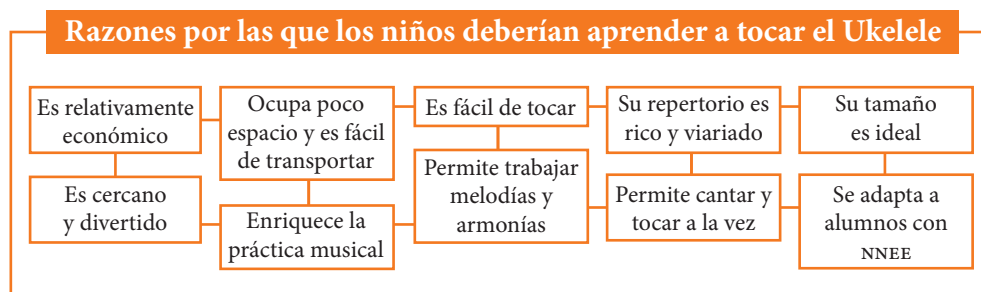 Razones por las que los niños deberían aprender a tocar el Ukelele
Es relativamente
económico
Ocupa poco
espacio y es fácil
de transportar
Es fácil de tocar
Su repertorio es
rico y viariado
Su tamaño
es ideal
Es cercano
y divertido
Enriquece la
práctica musical
Permite trabajar
melodías y
armonías
Permite cantar y
tocar a la vez
Se adapta a
alumnos con
NNEE